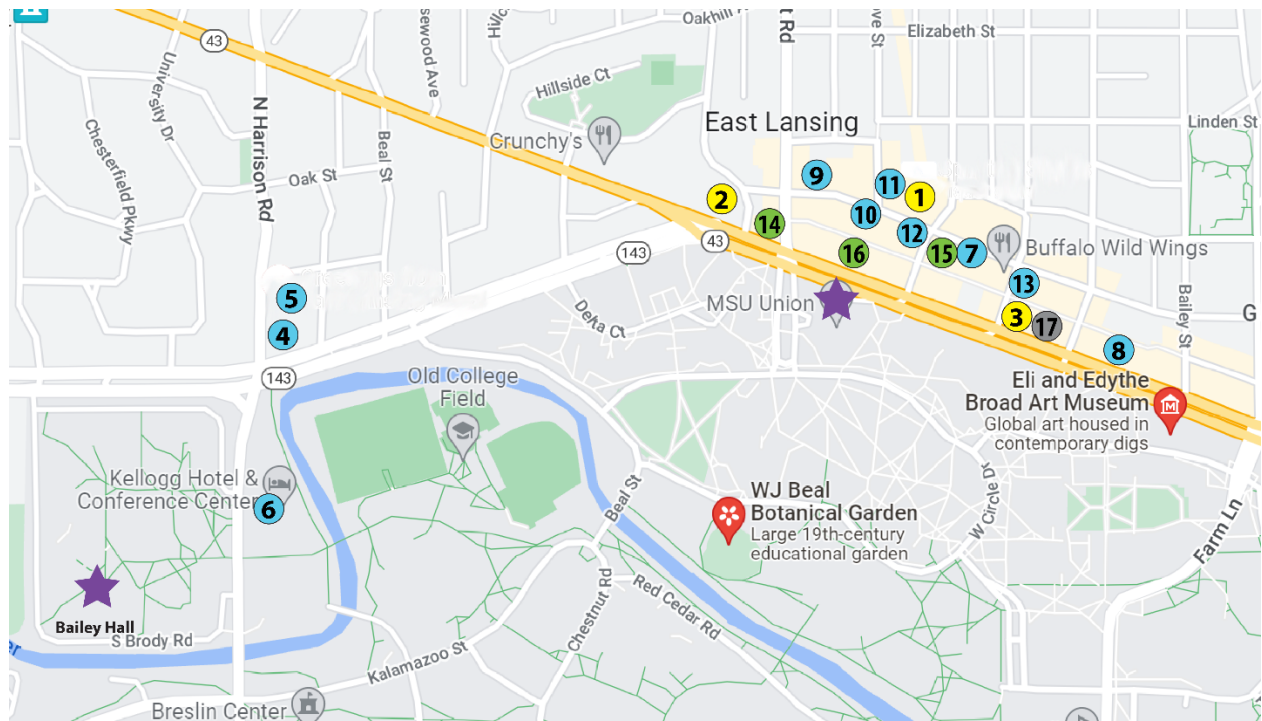 43
University Dr
Chesterfield Pkwy
N Harrison Rd
Oak St
Beal St
sewood Ave
Hillside Ct
Crunchy's
Oakhill
t Rd
ve St
Elizabeth St
Linden St
East Lansing
9
11
1
2
10
14
12
16
15
7
Buffalo Wild Wings
43
143
13
MSU Union
3
17
Bailey St
G
8
5
4
143
Delta Ct
Old College
Field
Eli and Edythe
Broad Art Museum
Global art housed in
contemporary digs
Kellogg Hotel &
Conference Center
6
Beal St
WJ Beal
Botanical Garden
Large 19th-century
educational garden
W Circle Dr
Farm Ln
Bailey Hall
S Brody Rd
Kalamazoo St
Chestnut Rd
Red Cedar Rd
Breslin Center